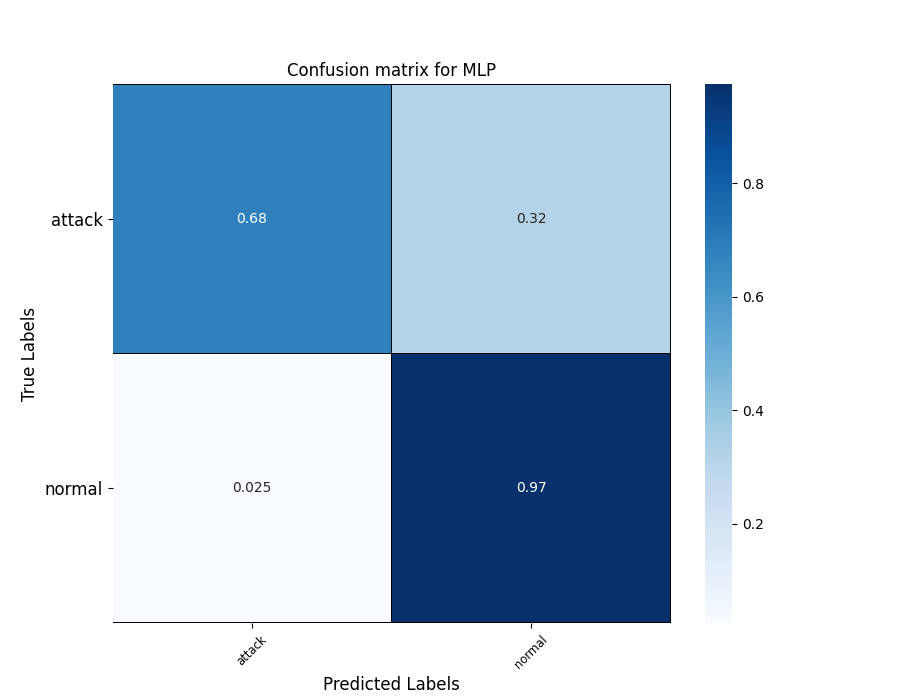 Confusion matrix for MLP
True Labels
attack
normal
0.68
0.32
0.025
0.97
attack
normal
Predicted Labels
0.8
0.6
0.4
0.2